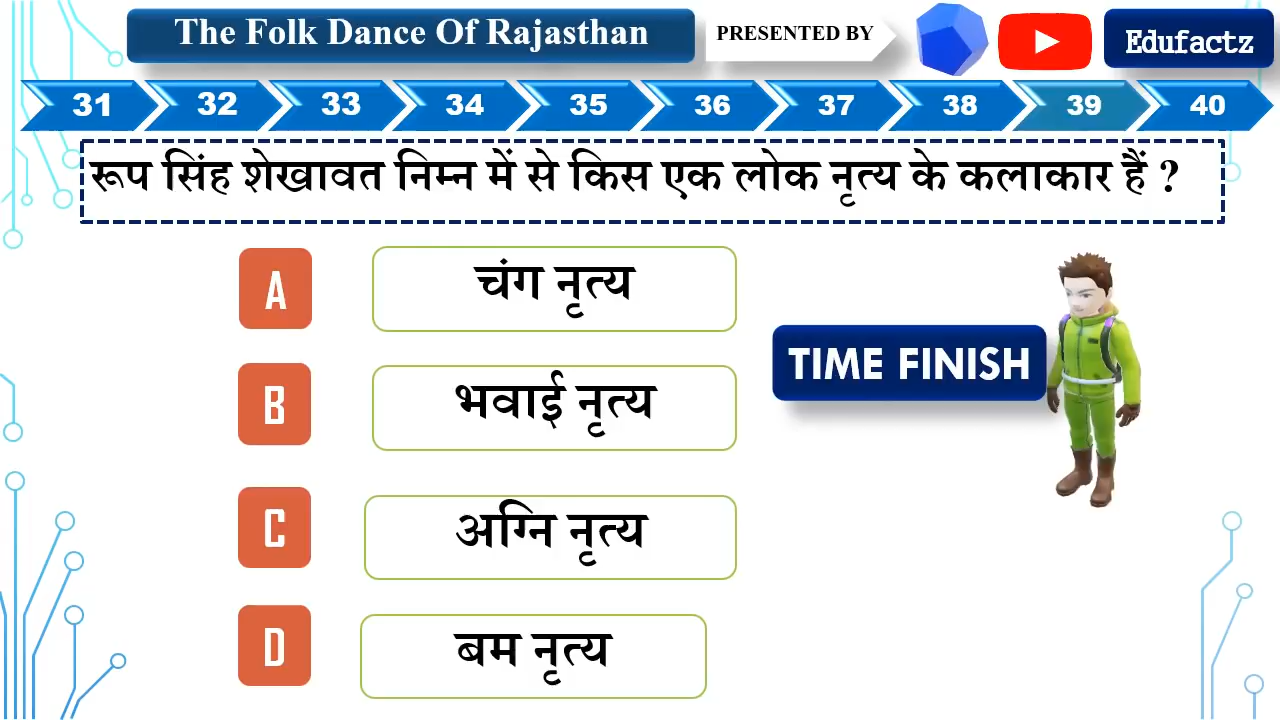 The Folk Dance Of Rajasthan
PRESENTED BY
Edufactz
31 32 33 34 35 36 37 38 39 40
रूप सिंह शेखावत निम्न में से किस एक लोक नृत्य के कलाकार हैं ?
A चंग नृत्य
TIME FINISH
B भवाई नृत्य
C अग्नि नृत्य
D बम नृत्य